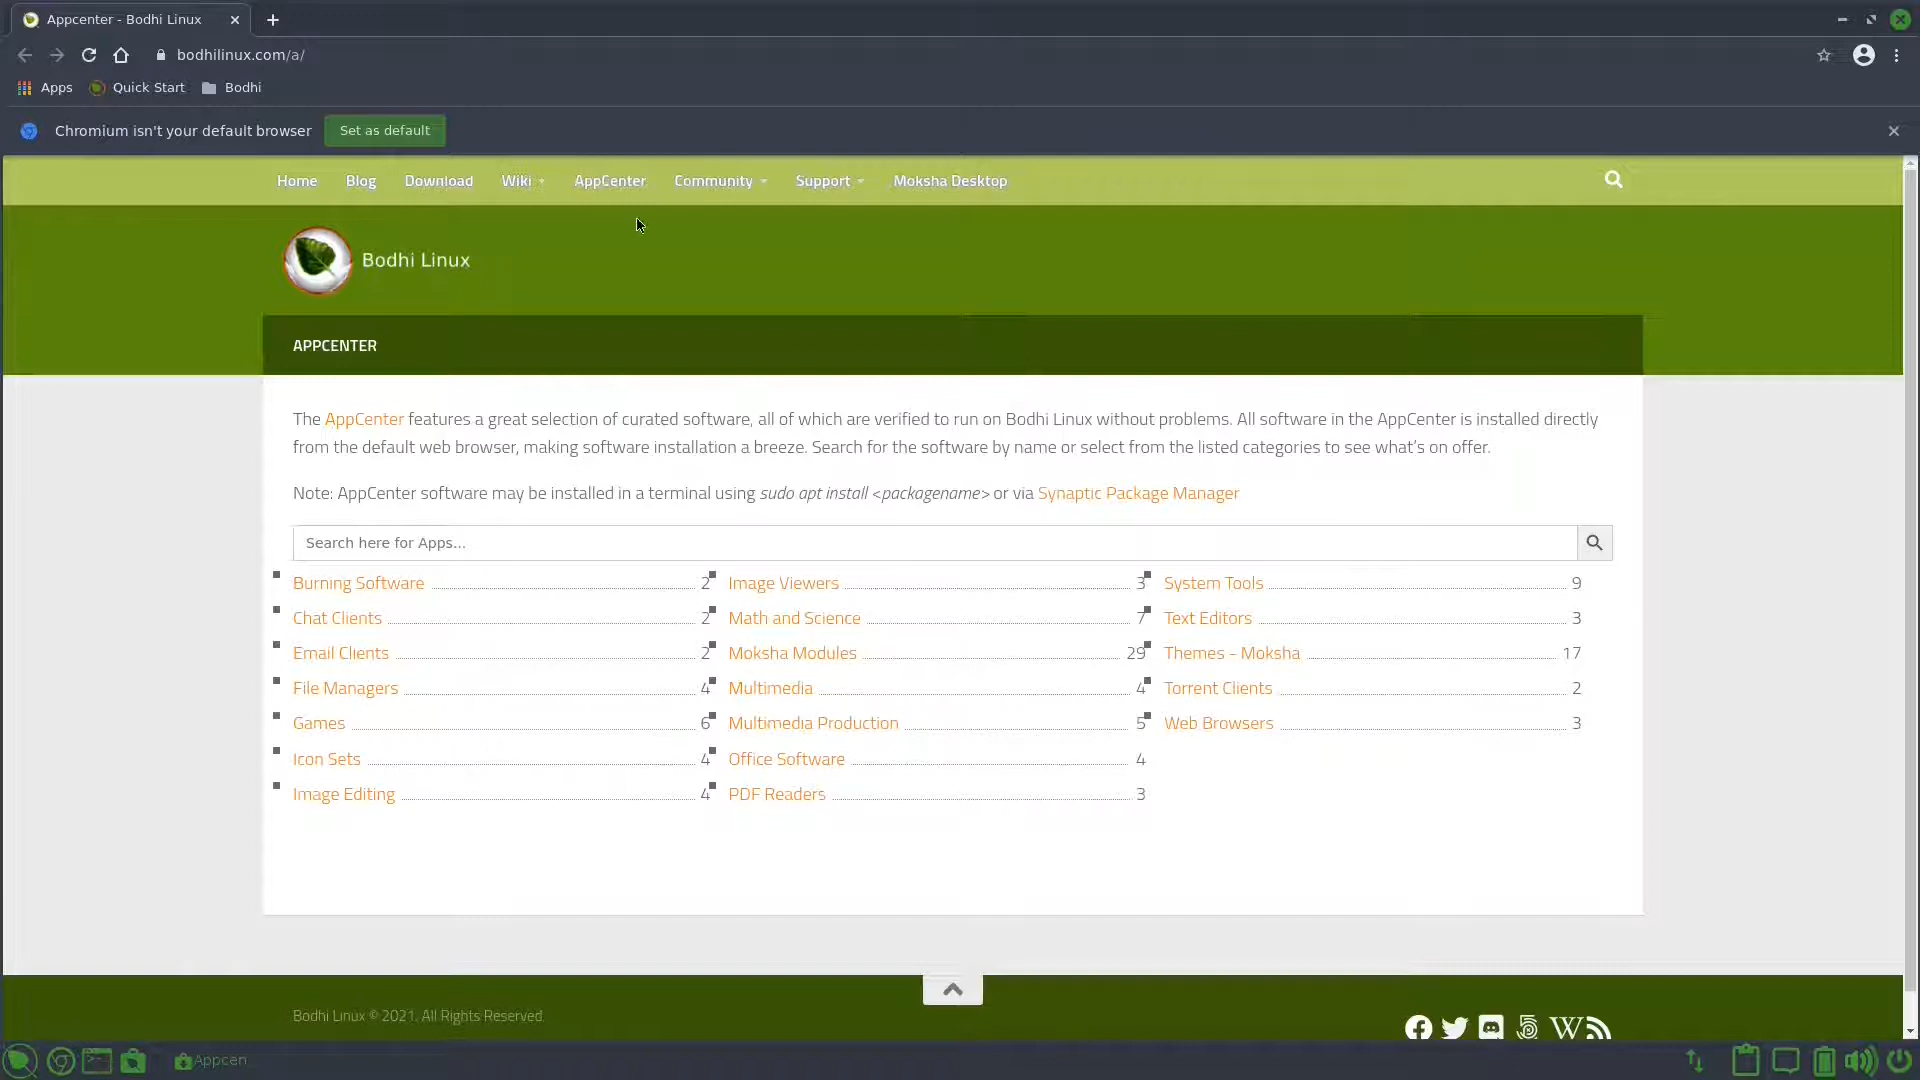 Appcenter - Bodhi Linux
bodhilinux.com/a/
Apps Quick Start Bodhi
Chromium isn't your default browser Set as default
Home Blog Download Wiki AppCenter Community Support Moksha Desktop
Bodhi Linux
APPCENTER
The AppCenter features a great selection of curated software, all of which are verified to run on Bodhi Linux without problems. All software in the AppCenter is installed directly
from the default web browser, making software installation a breeze. Search for the software by name or select from the listed categories to see what's on offer.
Note: AppCenter software may be installed in a terminal using sudo apt install <packagename> or via Synaptic Package Manager
Search here for Apps...
Burning Software 2
Chat Clients 2
Email Clients 2
File Managers 4
Games 6
Icon Sets 4
Image Editing 4
Image Viewers 3
Math and Science 7
Moksha Modules 29
Multimedia 4
Multimedia Production 5
Office Software 4
PDF Readers 3
System Tools 9
Text Editors 3
Themes - Moksha 17
Torrent Clients 2
Web Browsers 3
Bodhi Linux © 2021. All Rights Reserved.
Appcen